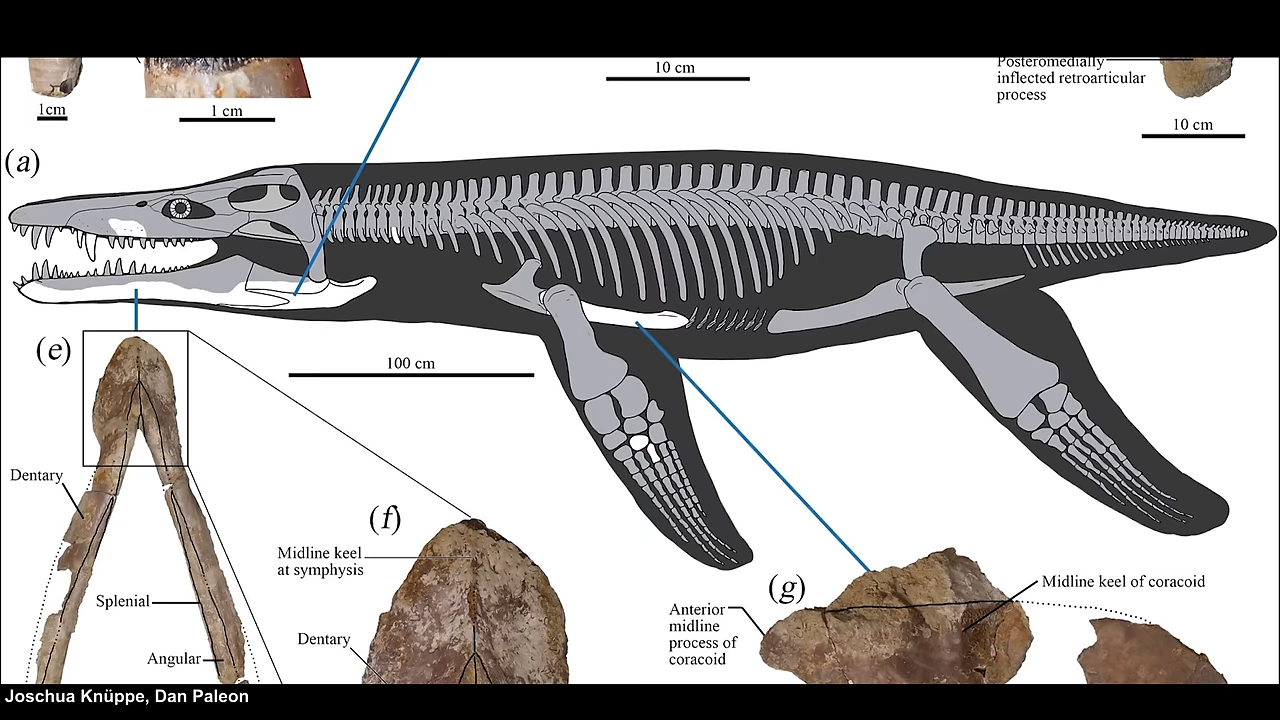 10 cm
Posteromedially
inflected retroarticular
process
1cm
1 cm
10 cm
(a)
100 cm
(e)
Dentary
(f)
Midline keel
at symphysis
(g)
Midline keel of coracoid
Splenial
Anterior
midline
process of
coracoid
Dentary
Angular
Joschua Knüppe, Dan Paleon